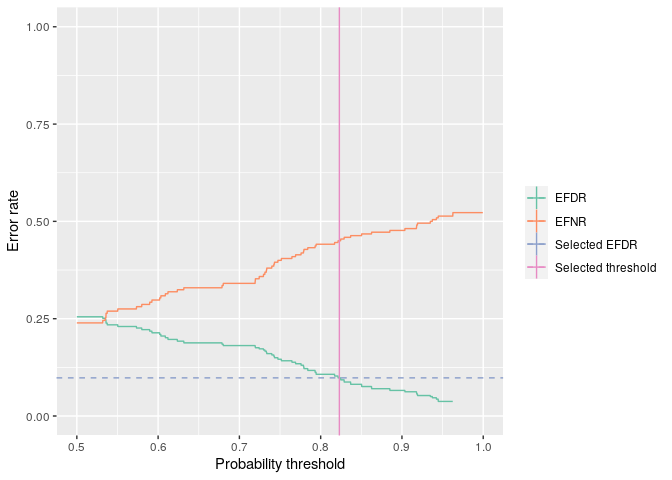 1.00
0.75
0.50
0.25
0.00
Error rate
0.5 0.6 0.7 0.8 0.9 1.0
Probability threshold
EFDR
EFNR
Selected EFDR
Selected threshold